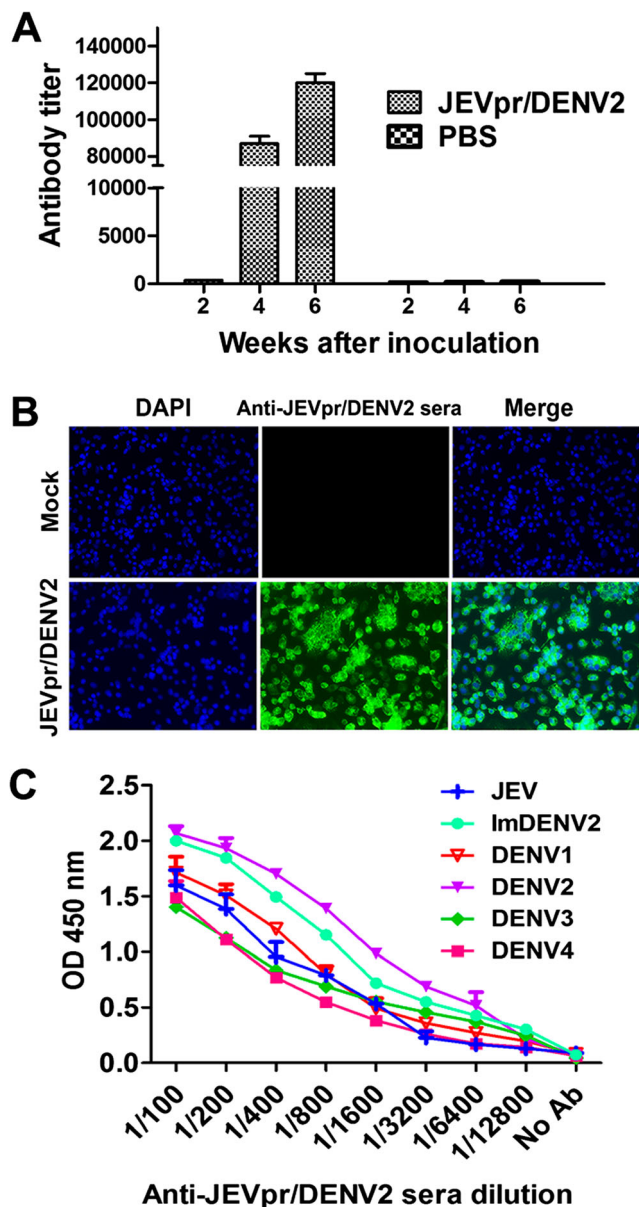 A
140000
120000
100000
80000
10000
5000
0
Antibody titer
JEVpr/DENV2
PBS
2 4 6 2 4 6
Weeks after inoculation
B
DAPI Anti-JEVpr/DENV2 sera Merge
Mock
JEVpr/DENV2
C
2.5
2.0
1.5
1.0
0.5
0.0
OD 450 nm
JEV
ImDENV2
DENV1
DENV2
DENV3
DENV4
1/100 1/200 1/400 1/800 1/1600 1/3200 1/6400 1/12800 No Ab
Anti-JEVpr/DENV2 sera dilution